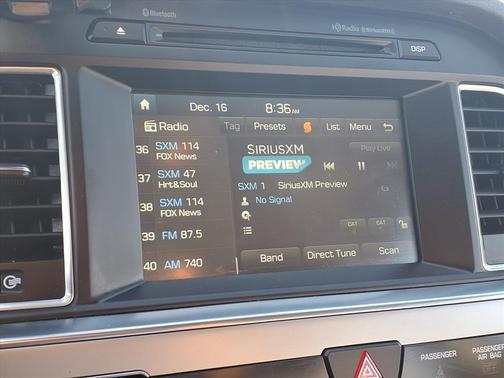 Bluetooth
HD Radio ((SiriusXM))
DISP
Dec. 16 8:36AM
Radio Tag Presets List Menu
36 SXM 114
FOX News
37 SXM 47
Hrt&Soul
38 SXM 114
FOX News
39 FM 87.5
40 AM 740
SIRIUSXM
PREVIEW
Play Live
SXM 1 SiriusXM Preview
No Signal
CAT CAT
Band Direct Tune Scan
PASSENGER
PASSENGER
AIR BAG